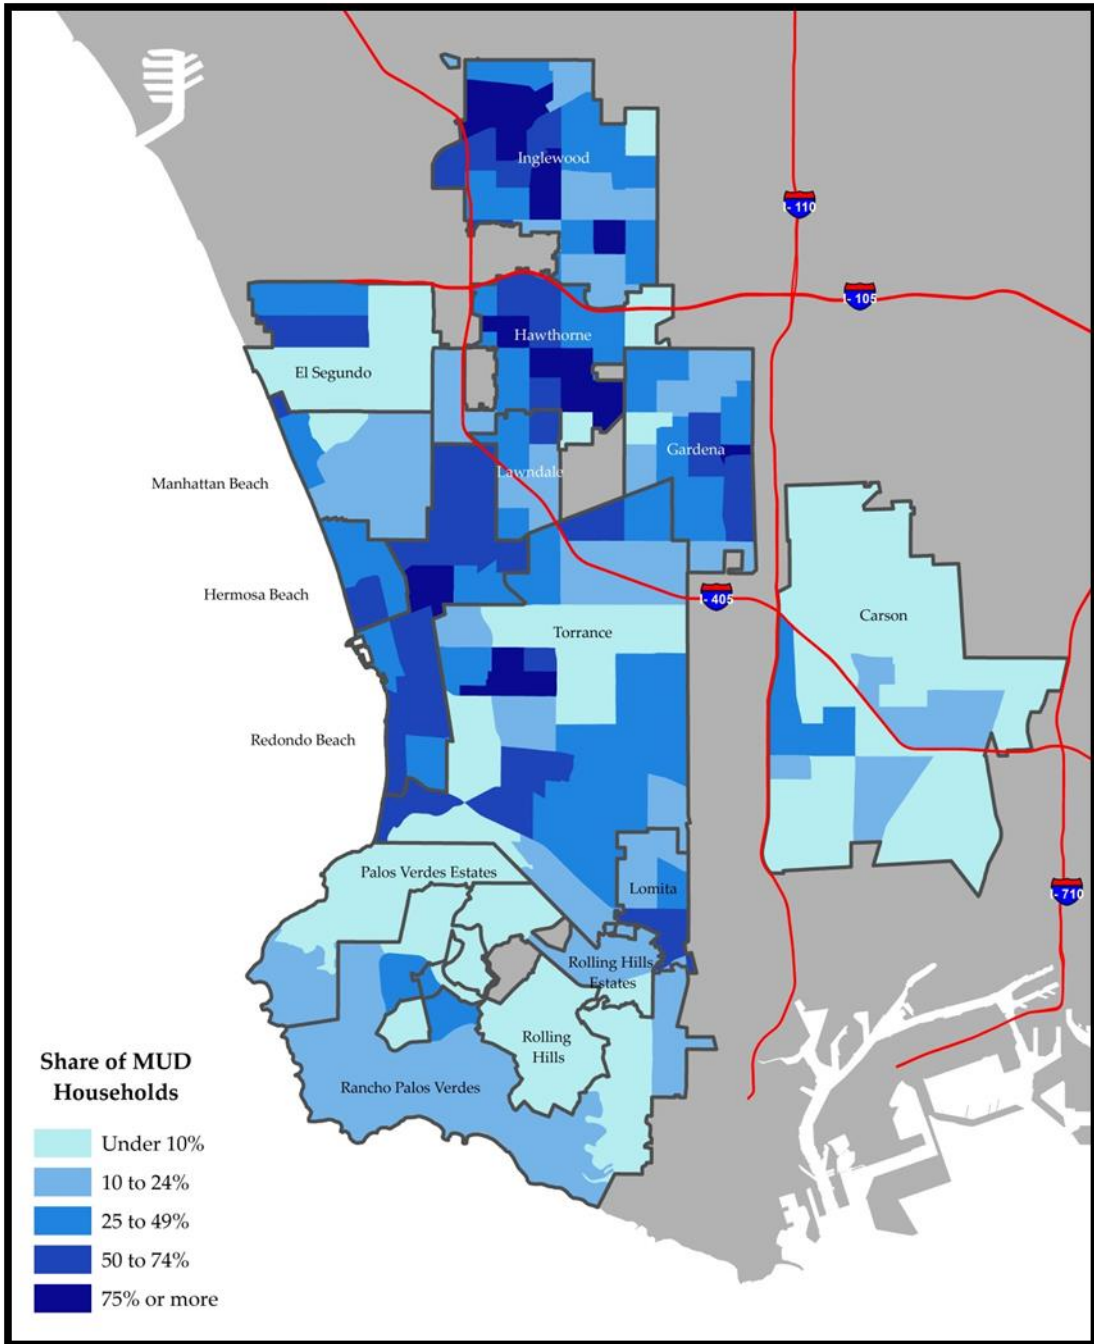 Inglewood
I-110
I-105
Hawthorne
El Segundo
Gardena
Lawndale
Manhattan Beach
Hermosa Beach
I-405
Carson
Torrance
Redondo Beach
Palos Verdes Estates
Lomita
I-710
Rolling Hills
Estates
Rolling
Hills
Rancho Palos Verdes
Share of MUD
Households
Under 10%
10 to 24%
25 to 49%
50 to 74%
75% or more